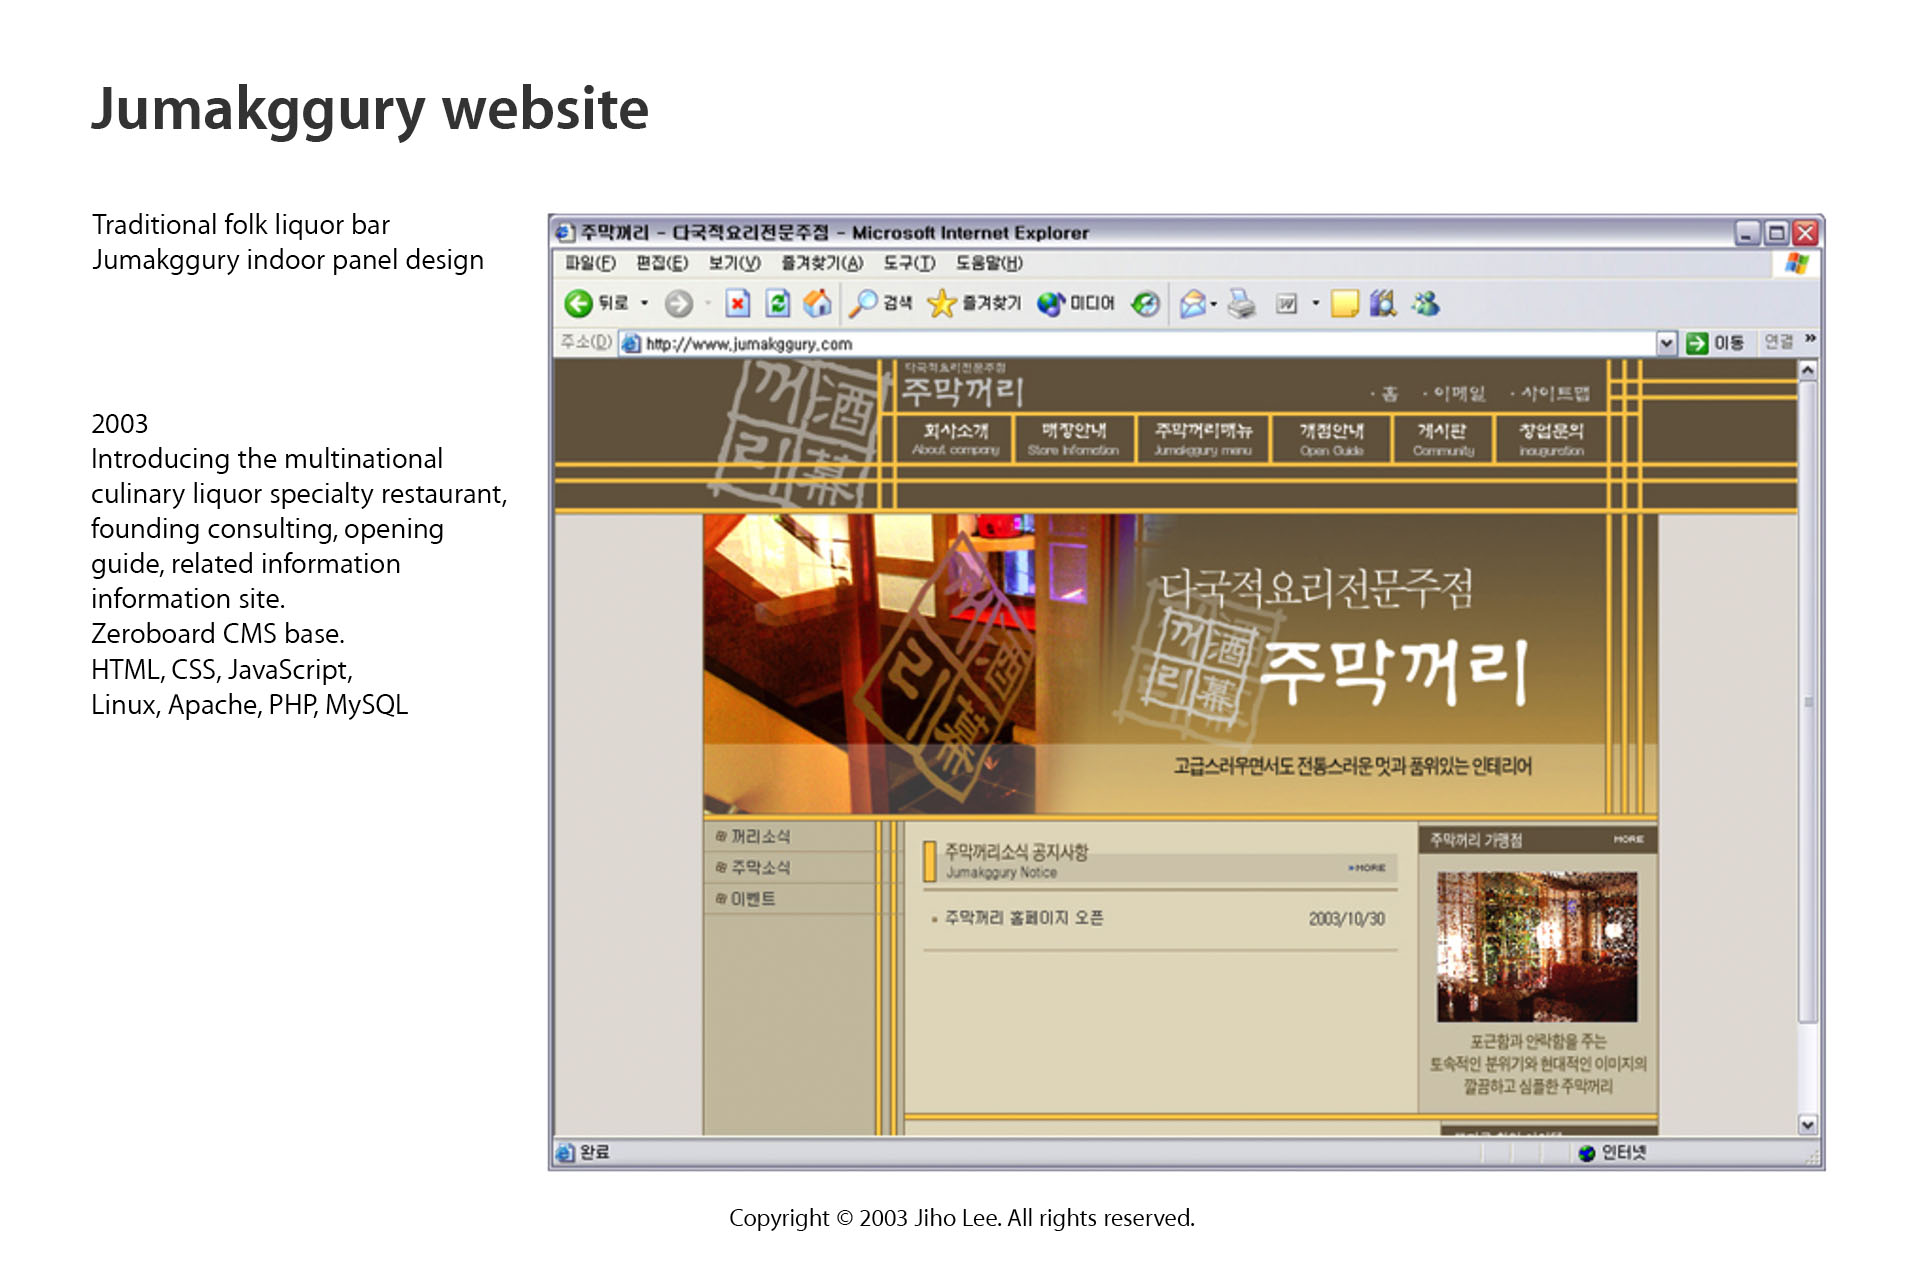 Jumakggury website
Traditional folk liquor bar
Jumakggury indoor panel design
2003
Introducing the multinational
culinary liquor specialty restaurant,
founding consulting, opening
guide, related information
information site.
Zeroboard CMS base.
HTML, CSS, JavaScript,
Linux, Apache, PHP, MySQL
주막꺼리 - 다국적요리전문주점 - Microsoft Internet Explorer
파일(F) 편집(E) 보기(V) 즐겨찾기(A) 도구(T) 도움말(H)
뒤로 검색 즐겨찾기 미디어
주소(D) http://www.jumakggury.com 이동 연결 »
꺼 酒
리 幕
다국적요리전문주점
주막꺼리
· 홈 · 이메일 · 사이트맵
회사소개 매장안내 주막꺼리메뉴 개점안내 게시판 창업문의
About company Store Infomation Jumakggury menu Open Guide Community inauguration
꺼 酒
리 幕
다국적요리전문주점
꺼 酒
리 幕
주막꺼리
고급스러우면서도 전통스러운 멋과 품위있는 인테리어
꺼리소식
주막소식
이벤트
주막꺼리소식 공지사항
Jumakggury Notice
»MORE
주막꺼리 홈페이지 오픈 2003/10/30
주막꺼리 가맹점 MORE
포근함과 안락함을 주는
토속적인 분위기와 현대적인 이미지의
깔끔하고 심플한 주막꺼리
완료 인터넷
Copyright © 2003 Jiho Lee. All rights reserved.